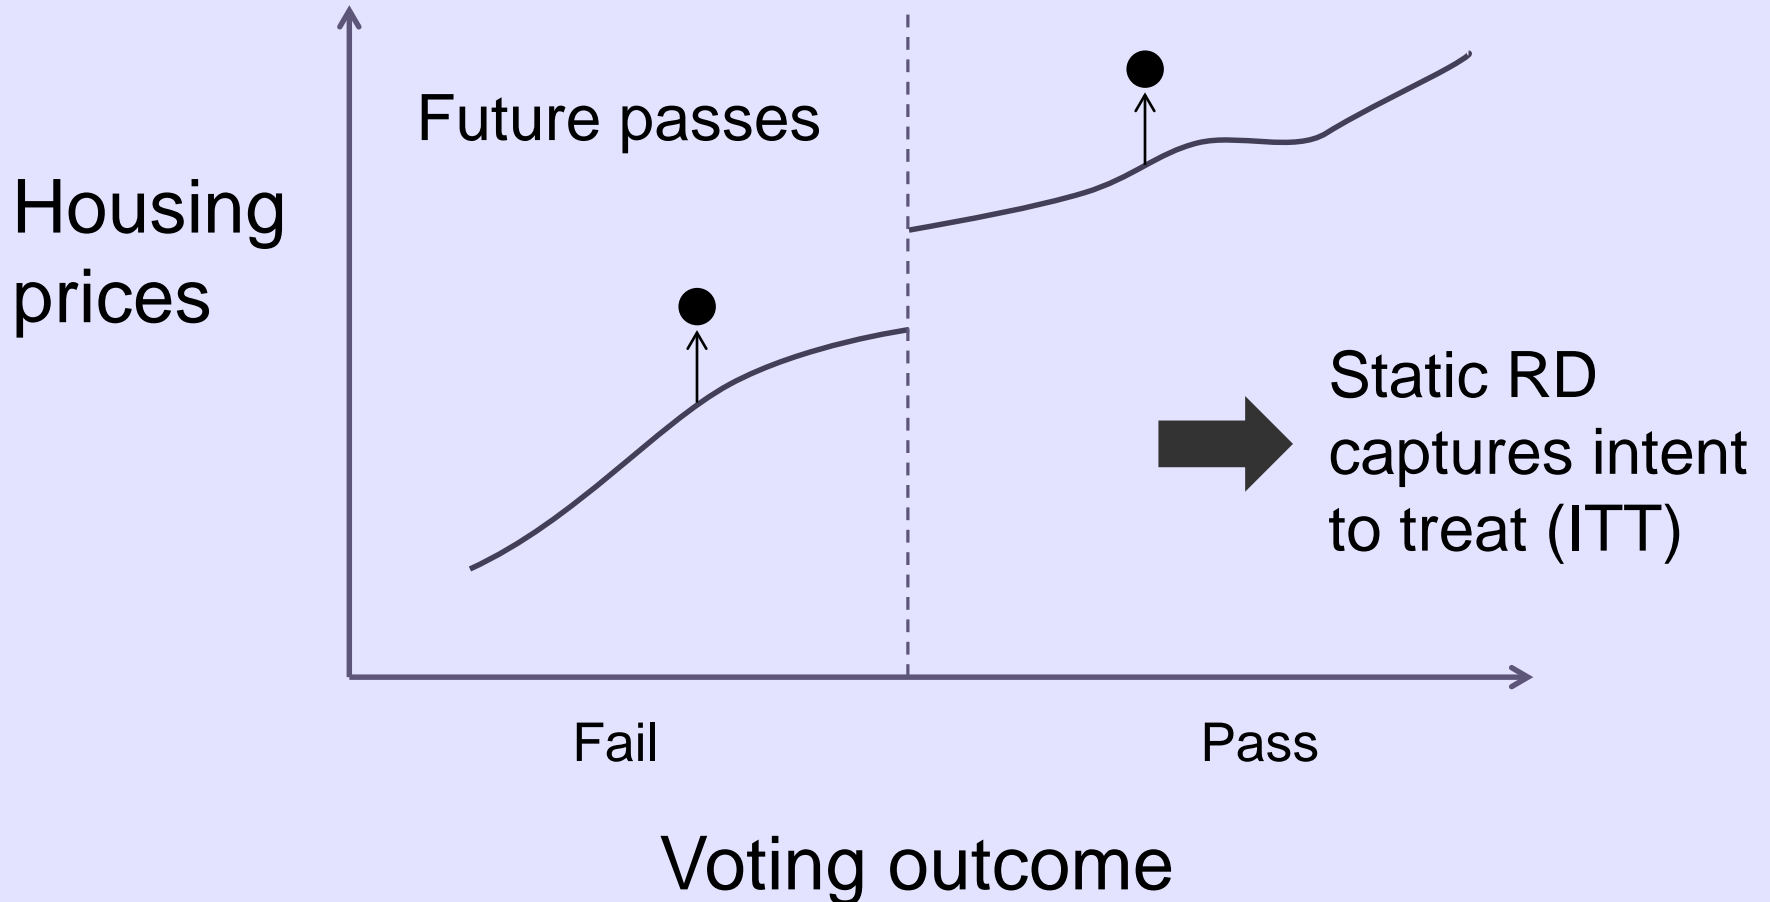 Future passes
Housing
prices
Static RD
captures intent
to treat (ITT)
Fail
Pass
Voting outcome